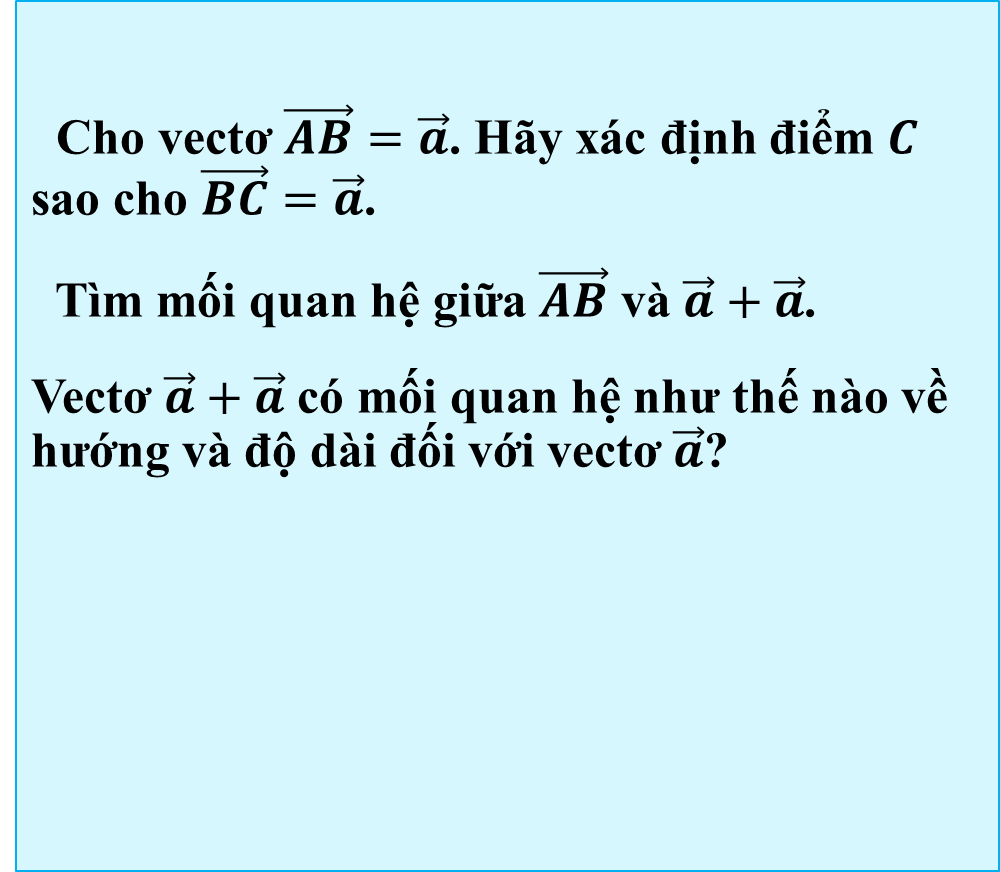 Cho vectơ $\overrightarrow{AB} = \vec{a}$. Hãy xác định điểm $C$
sao cho $\overrightarrow{BC} = \vec{a}$.
Tìm mối quan hệ giữa $\overrightarrow{AB}$ và $\vec{a} + \vec{a}$.
Vectơ $\vec{a} + \vec{a}$ có mối quan hệ như thế nào về
hướng và độ dài đối với vectơ $\vec{a}$?